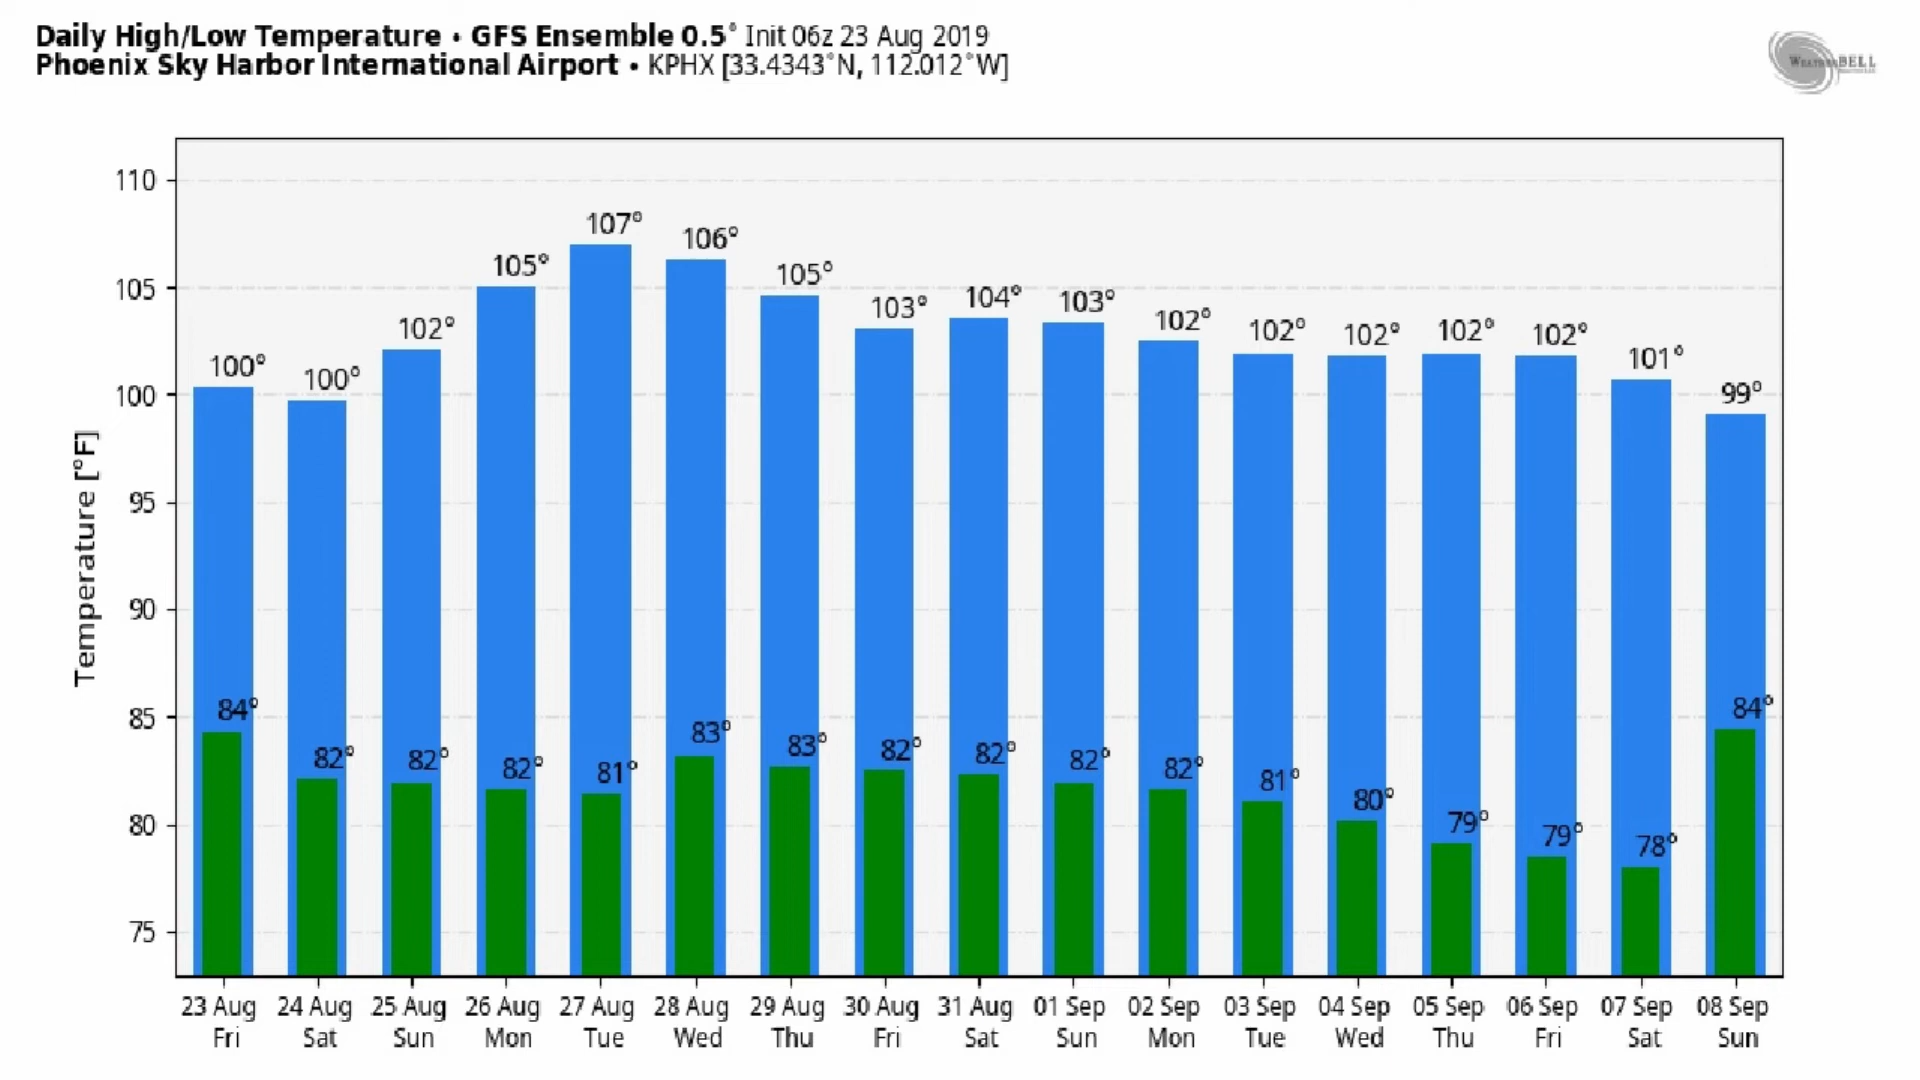 Daily High/Low Temperature • GFS Ensemble 0.5° Init 06z 23 Aug 2019
Phoenix Sky Harbor International Airport • KPHX [33.4343°N, 112.012°W]
WEATHERBELL
Temperature [°F]
110
105
100
95
90
85
80
75
100° 100° 102° 105° 107° 106° 105° 103° 104° 103° 102° 102° 102° 102° 102° 101° 99°
84° 82° 82° 82° 81° 83° 83° 82° 82° 82° 82° 81° 80° 79° 79° 78° 84°
23 Aug 24 Aug 25 Aug 26 Aug 27 Aug 28 Aug 29 Aug 30 Aug 31 Aug 01 Sep 02 Sep 03 Sep 04 Sep 05 Sep 06 Sep 07 Sep 08 Sep
Fri Sat Sun Mon Tue Wed Thu Fri Sat Sun Mon Tue Wed Thu Fri Sat Sun